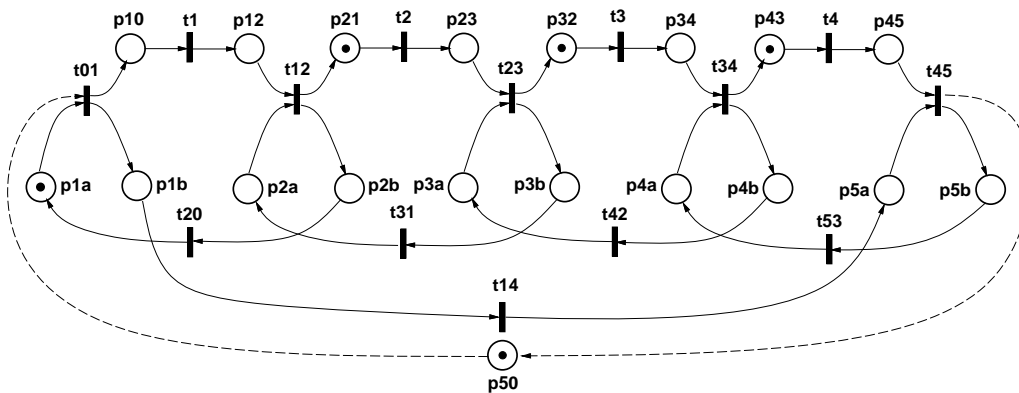 p10 t1 p12 p21 t2 p23 p32 t3 p34 p43 t4 p45
t01 t12 t23 t34 t45
p1a p1b p2a p2b p3a p3b p4a p4b p5a p5b
t20 t31 t42 t53
t14
p50